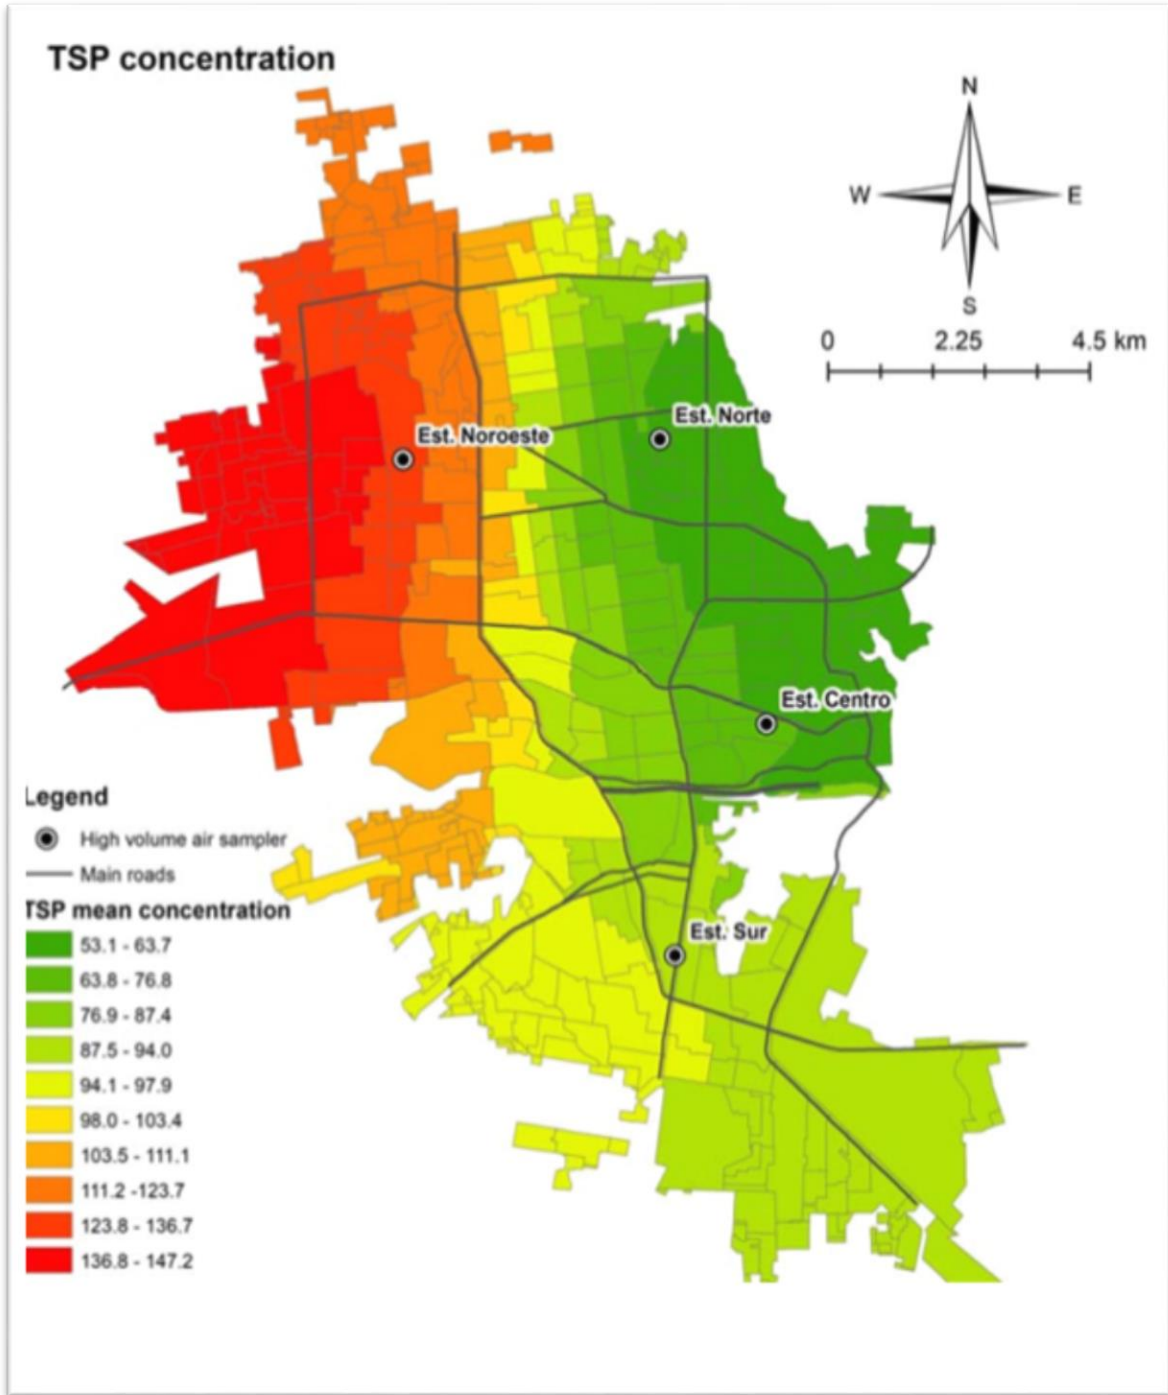 TSP concentration
N
W
E
S
0 2.25 4.5 km
Est. Norte
Est. Noroeste
Est. Centro
Est. Sur
Legend
High volume air sampler
Main roads
TSP mean concentration
53.1 - 63.7
63.8 - 76.8
76.9 - 87.4
87.5 - 94.0
94.1 - 97.9
98.0 - 103.4
103.5 - 111.1
111.2 -123.7
123.8 - 136.7
136.8 - 147.2